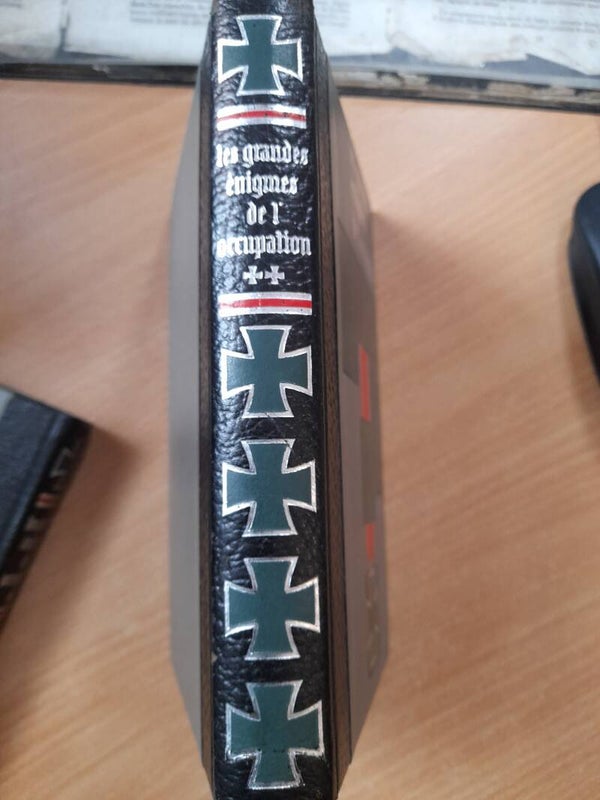 les grandes
énigmes
de l'
occupation